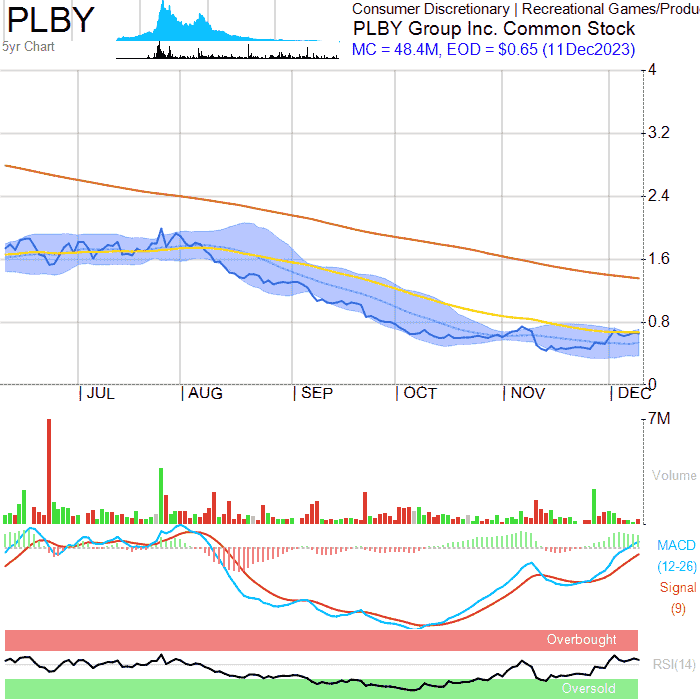 PLBY
5yr Chart
Consumer Discretionary | Recreational Games/Produ
PLBY Group Inc. Common Stock
MC = 48.4M, EOD = $0.65 (11Dec2023)
4
3.2
2.4
1.6
0.8
0
| JUL | AUG | SEP | OCT | NOV | DEC
7M
Volume
MACD
(12-26)
Signal
(9)
Overbought
RSI(14)
Oversold